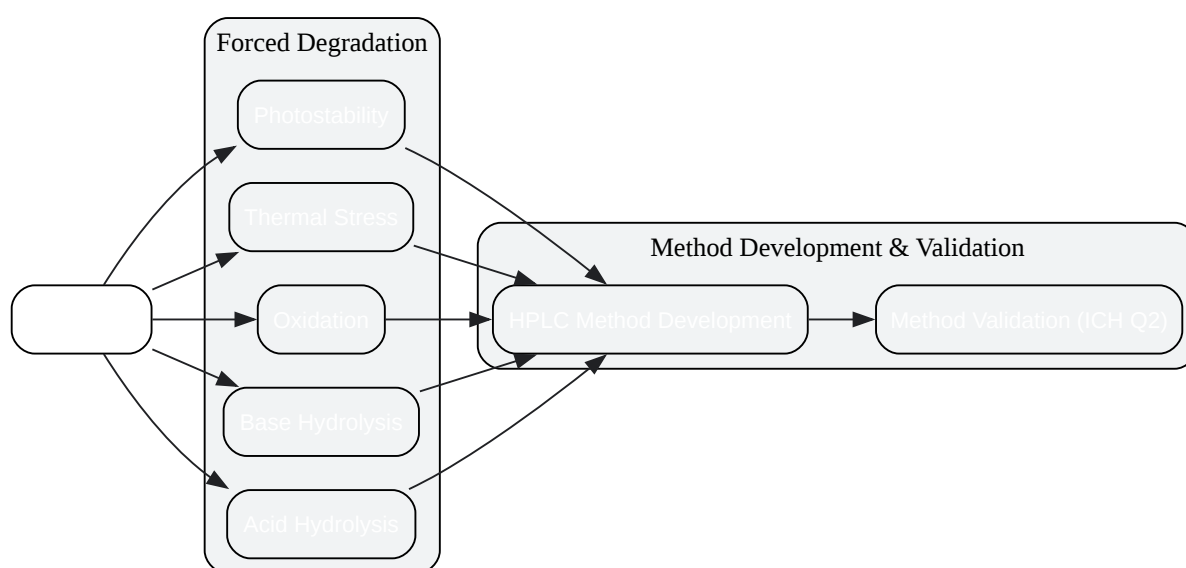 Forced Degradation
Photostability
Thermal Stress
Oxidation
Base Hydrolysis
Acid Hydrolysis
Method Development & Validation
HPLC Method Development
Method Validation (ICH Q2)